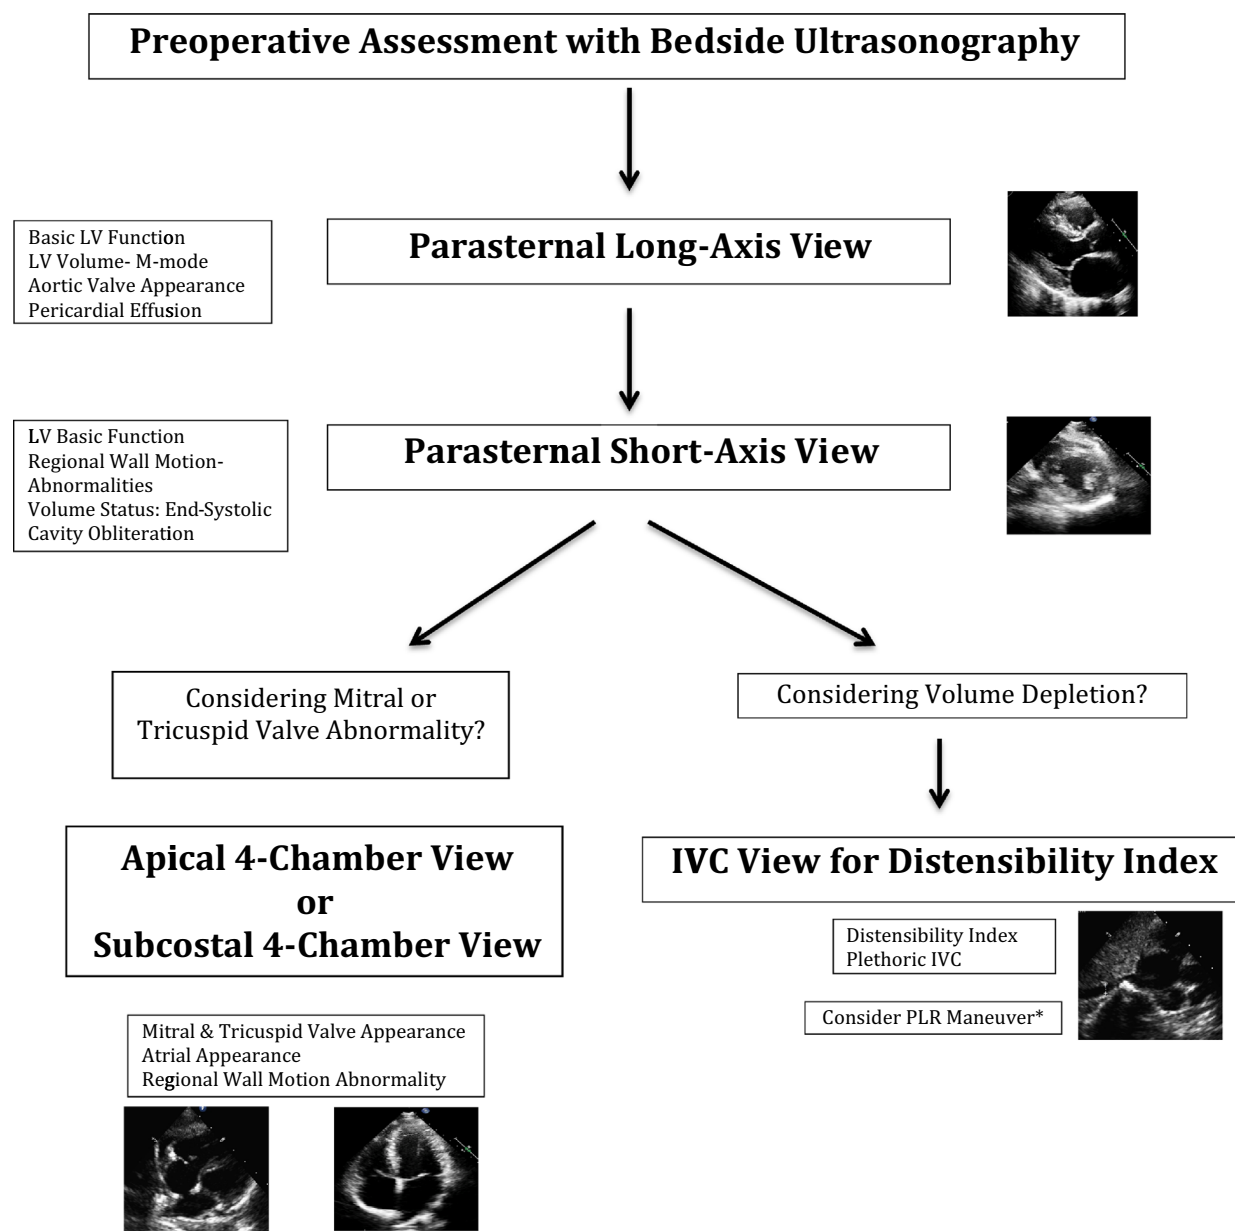 Preoperative Assessment with Bedside Ultrasonography
Basic LV Function
LV Volume- M-mode
Aortic Valve Appearance
Pericardial Effusion
Parasternal Long-Axis View
LV Basic Function
Regional Wall Motion-
Abnormalities
Volume Status: End-Systolic
Cavity Obliteration
Parasternal Short-Axis View
Considering Mitral or
Tricuspid Valve Abnormality?
Considering Volume Depletion?
Apical 4-Chamber View
or
Subcostal 4-Chamber View
IVC View for Distensibility Index
Distensibility Index
Plethoric IVC
Consider PLR Maneuver*
Mitral & Tricuspid Valve Appearance
Atrial Appearance
Regional Wall Motion Abnormality